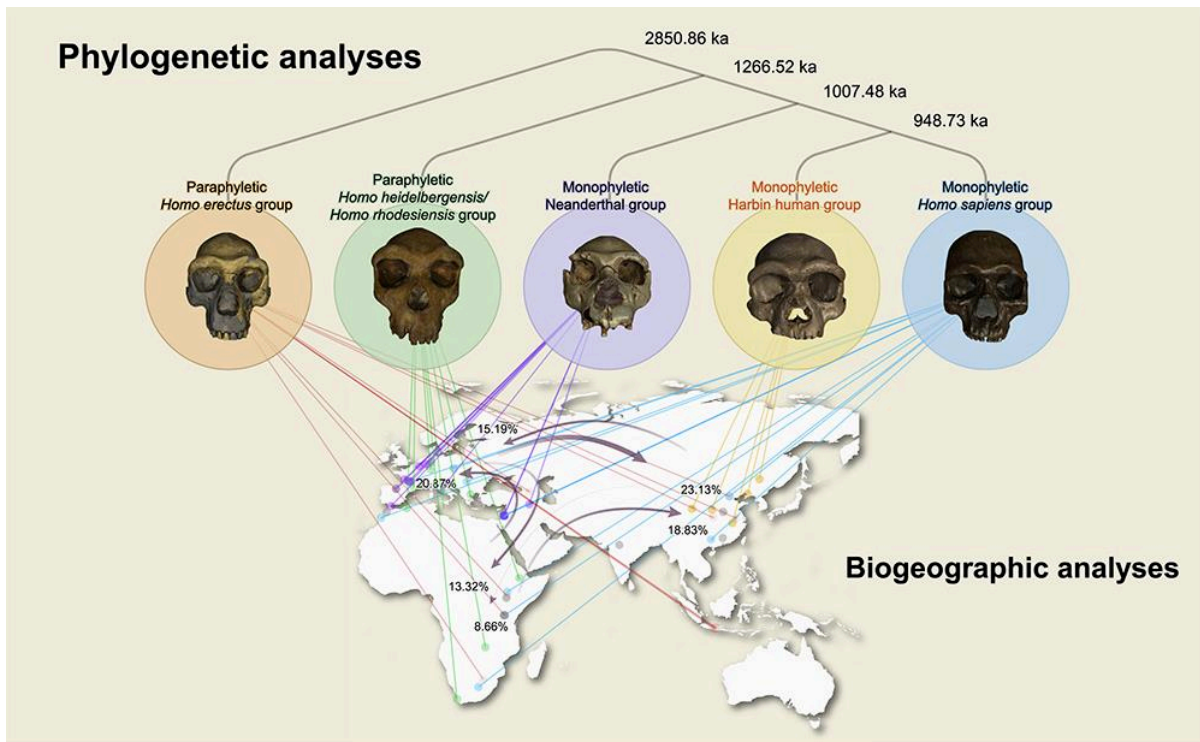 Phylogenetic analyses
2850.86 ka
1266.52 ka
1007.48 ka
948.73 ka
Paraphyletic
Homo erectus group
Paraphyletic
Homo heidelbergensis/
Homo rhodesiensis group
Monophyletic
Neanderthal group
Monophyletic
Harbin human group
Monophyletic
Homo sapiens group
15.19%
20.87%
23.13%
18.83%
13.32%
8.66%
Biogeographic analyses